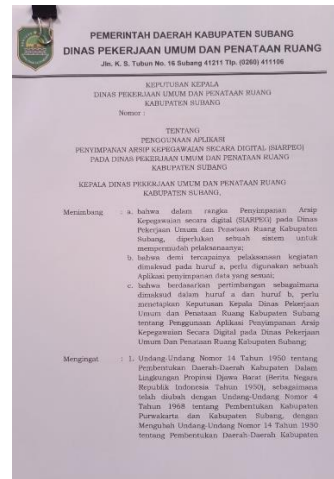 PEMERINTAH DAERAH KABUPATEN SUBANG
DINAS PEKERJAAN UMUM DAN PENATAAN RUANG
Jln. K. S. Tubun No. 16 Subang 41211 Tlp. (0260) 411106
KEPUTUSAN KEPALA
DINAS PEKERJAAN UMUM DAN PENATAAN RUANG
KABUPATEN SUBANG
Nomor :
TENTANG
PENGGUNAAN APLIKASI
PENYIMPANAN ARSIP KEPEGAWAIAN SECARA DIGITAL (SIARPEG)
PADA DINAS PEKERJAAN UMUM DAN PENATAAN RUANG
KABUPATEN SUBANG
KEPALA DINAS PEKERJAAN UMUM DAN PENATAAN RUANG
KABUPATEN SUBANG,
Menimbang : a. bahwa dalam rangka Penyimpanan Arsip
Kepegawaian secara digital (SIARPEG) pada Dinas
Pekerjaan Umum dan Penataan Ruang Kabupaten
Subang, diperlukan sebuah sistem untuk
mempermudah pelaksanaannya;
b. bahwa demi tercapainya pelaksanaan kegiatan
dimaksud pada huruf a, perlu digunakan sebuah
Aplikasi penyimpanan data yang sesuai;
c. bahwa berdasarkan pertimbangan sebagaimana
dimaksud dalam huruf a dan huruf b, perlu
menetapkan Keputusan Kepala Dinas Pekerjaan
Umum dan Penataan Ruang Kabupaten Subang
tentang Penggunaan Aplikasi Penyimpanan Arsip
Kepegawaian Secara Digital pada Dinas Pekerjaan
Umum Dan Penataan Ruang Kabupaten Subang;
Mengingat : 1. Undang-Undang Nomor 14 Tahun 1950 tentang
Pembentukan Daerah-Daerah Kabupaten Dalam
Lingkungan Propinsi Djawa Barat (Berita Negara
Republik Indonesia Tahun 1950), sebagaimana
telah diubah dengan Undang-Undang Nomor 4
Tahun 1968 tentang Pembentukan Kabupaten
Purwakarta dan Kabupaten Subang, dengan
Mengubah Undang-Undang Nomor 14 Tahun 1950
tentang Pembentukan Daerah-Daerah Kabupaten